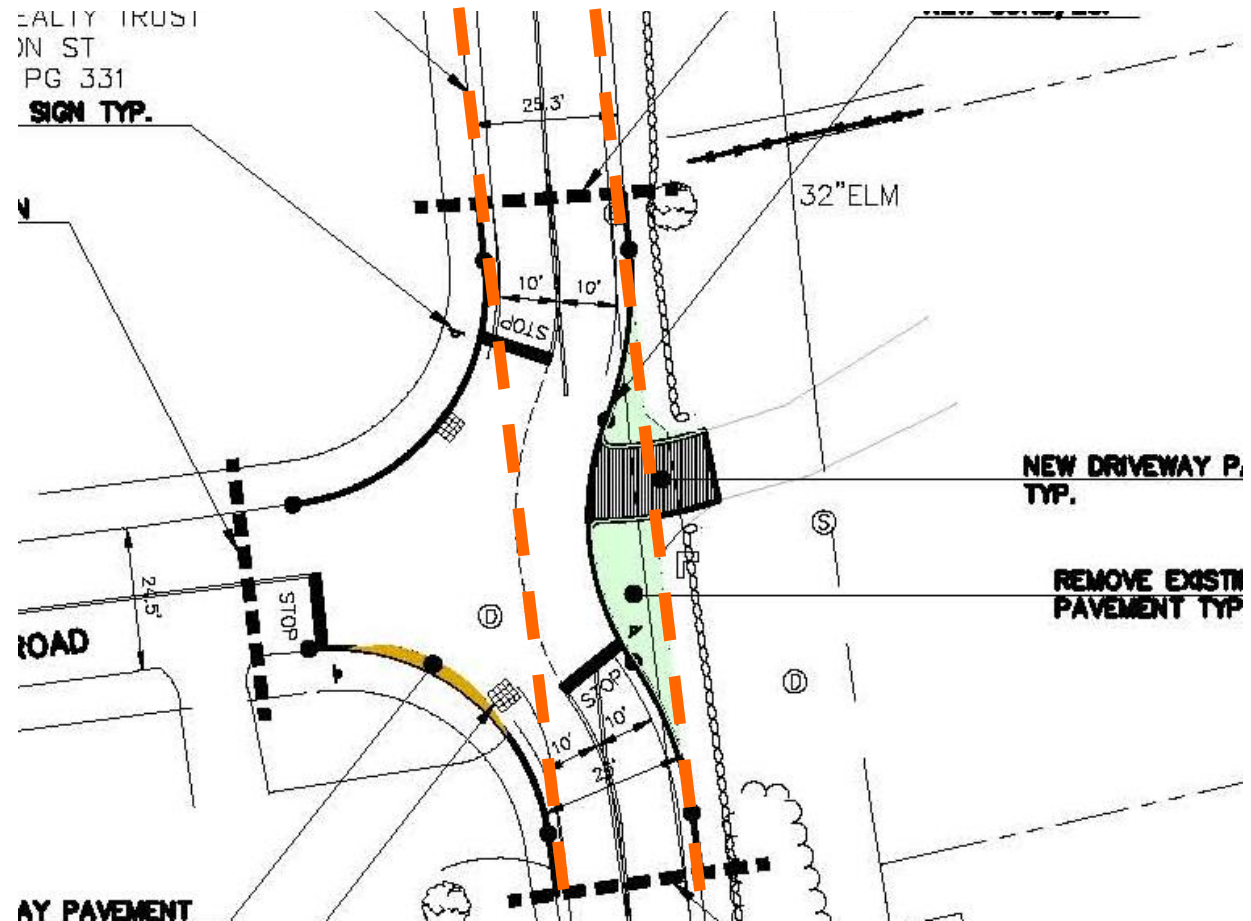 EALTY TRUST
ON ST
PG 331
SIGN TYP.
25.3'
32"ELM
N
10'
10'
STOP
NEW DRIVEWAY PA
TYP.
S
24.5'
STOP
D
REMOVE EXISTIN
PAVEMENT TYP
ROAD
STOP
D
10'
10'
AY PAVEMENT